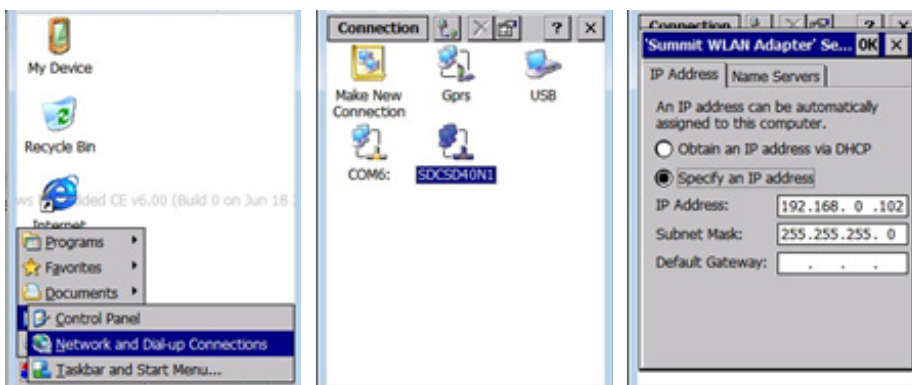 My Device
Recycle Bin
ded CE v6.00 (Build 0 on Jun 18
Internet
Programs
Favorites
Documents
Control Panel
Network and Dial-up Connections
Taskbar and Start Menu...
Connection ? ×
Make New
Connection
Gprs
USB
COM6:
SDCSD40N1
Connection ? ×
'Summit WLAN Adapter' Se... OK ×
IP Address Name Servers
An IP address can be automatically
assigned to this computer.
Obtain an IP address via DHCP
Specify an IP address
IP Address: 192.168. 0 .102
Subnet Mask: 255.255.255. 0
Default Gateway: . . .